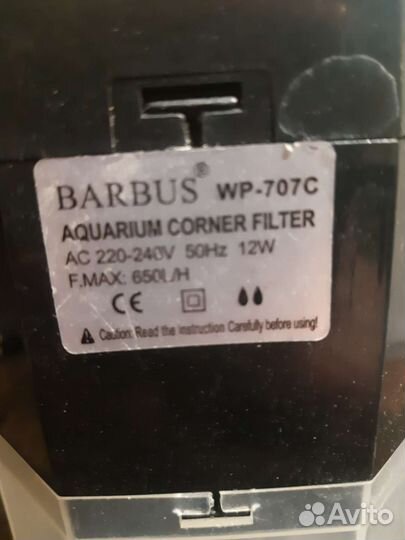 BARBUS® WP-707C
AQUARIUM CORNER FILTER
AC 220-240V 50Hz 12W
F.MAX: 650L/H
CE
Caution: Read the instruction Carefully before using!
Avito